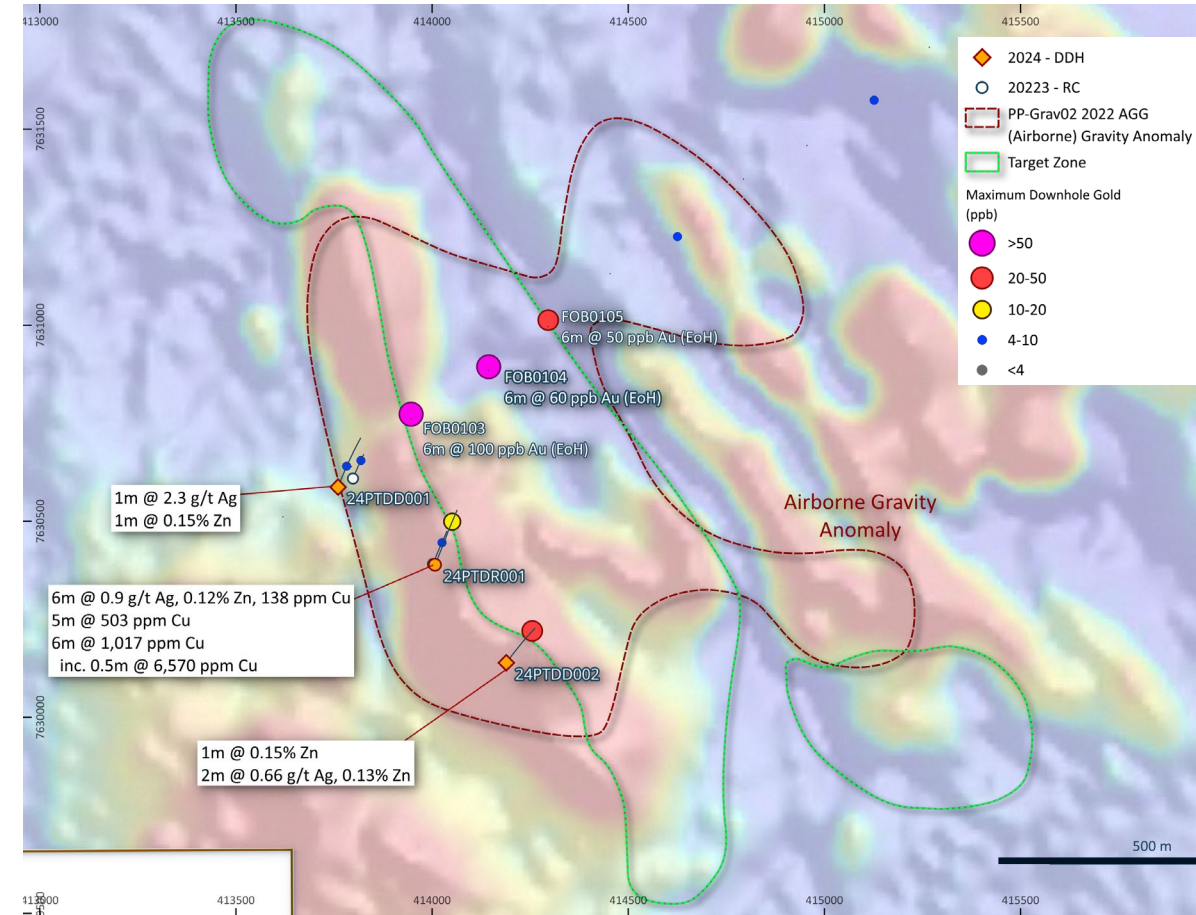 113000
413500
414000
414500
415000
415500
2024 - DDH
20223 - RC
PP-Grav02 2022 AGG
(Airborne) Gravity Anomaly
Target Zone
Maximum Downhole Gold
(ppb)
>50
20-50
10-20
4-10
<4
7631500
7631000
7630500
7630000
FOB0105
6m @ 50 ppb Au (EoH)
FOB0104
6m @ 60 ppb Au (EoH)
FOB0103
6m @ 100 ppb Au (EoH)
24PTDD001
1m @ 2.3 g/t Ag
1m @ 0.15% Zn
Airborne Gravity
Anomaly
24PTDR001
6m @ 0.9 g/t Ag, 0.12% Zn, 138 ppm Cu
5m @ 503 ppm Cu
6m @ 1,017 ppm Cu
inc. 0.5m @ 6,570 ppm Cu
24PTDD002
1m @ 0.15% Zn
2m @ 0.66 g/t Ag, 0.13% Zn
500 m
113000
413500
414000
414500
415000
415500